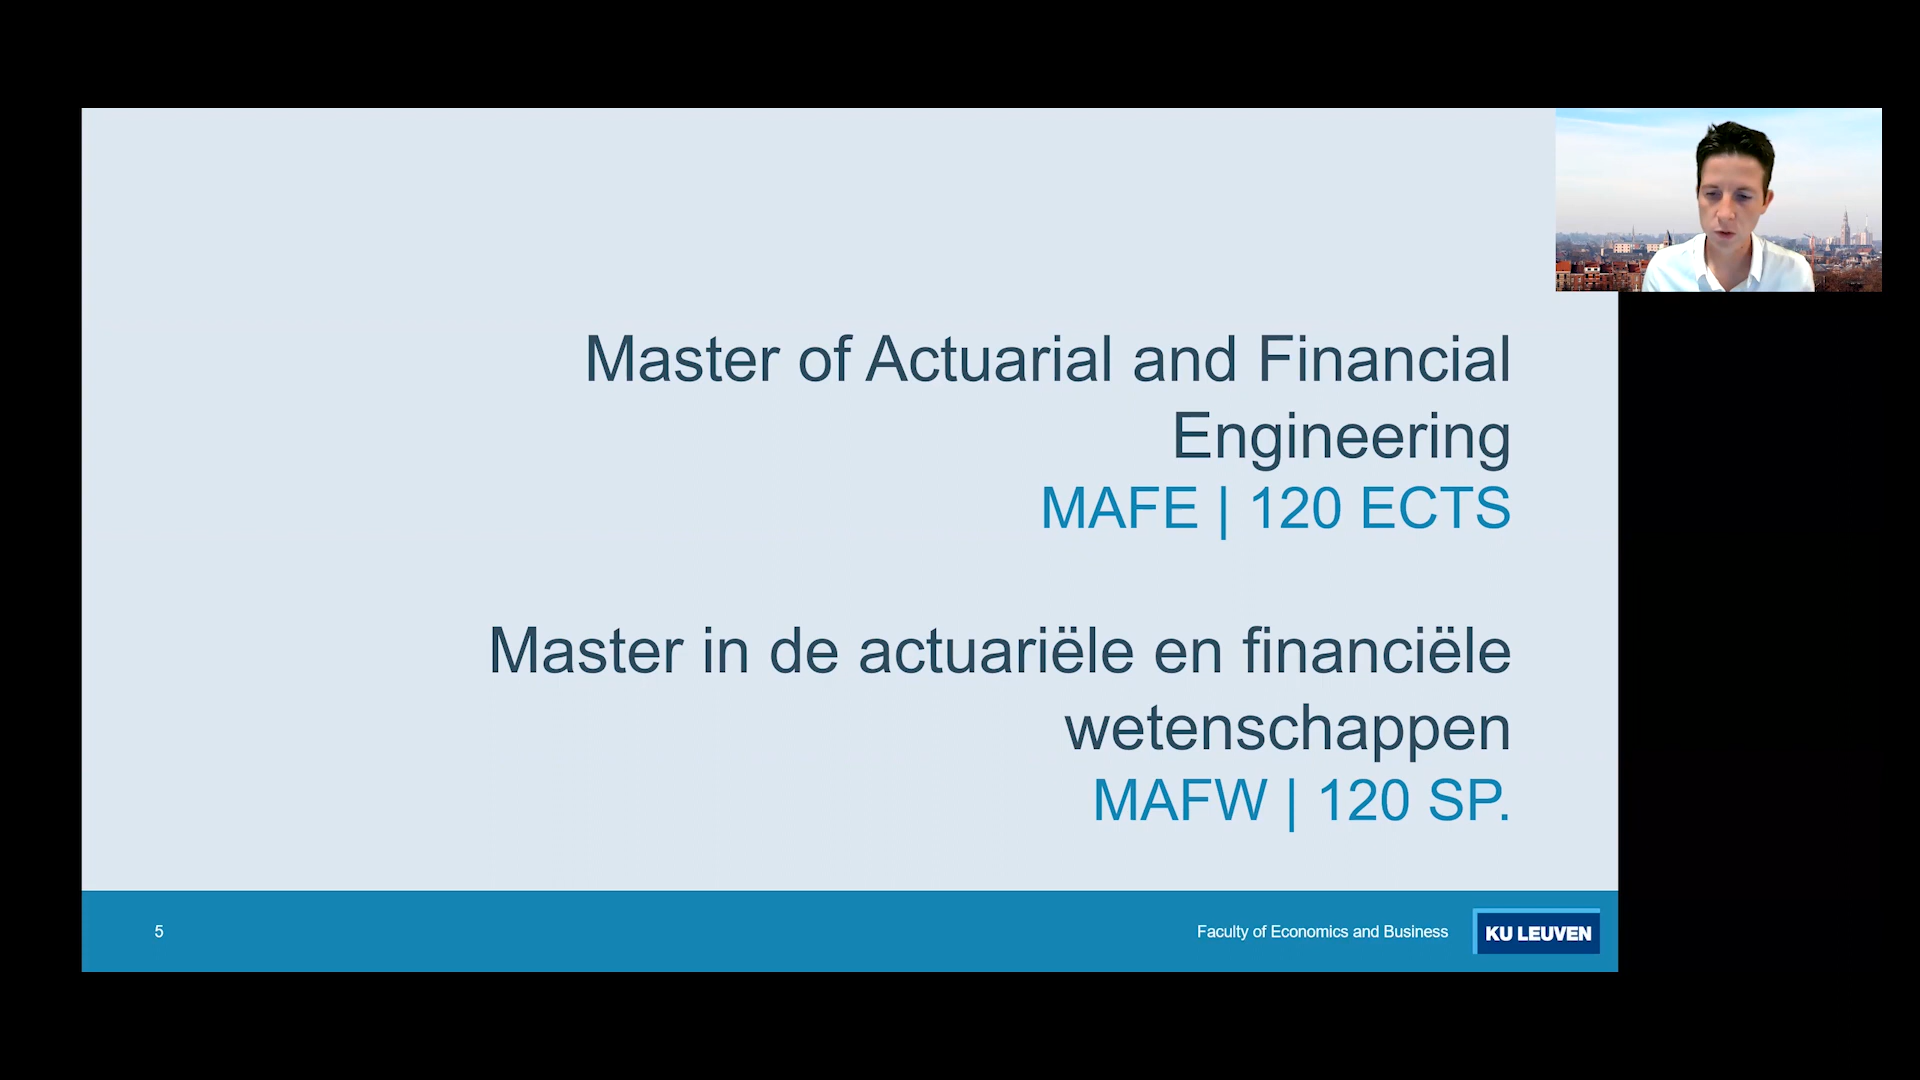 Master of Actuarial and Financial
Engineering
MAFE | 120 ECTS
Master in de actuariële en financiële
wetenschappen
MAFW | 120 SP.
5
Faculty of Economics and Business
KU LEUVEN